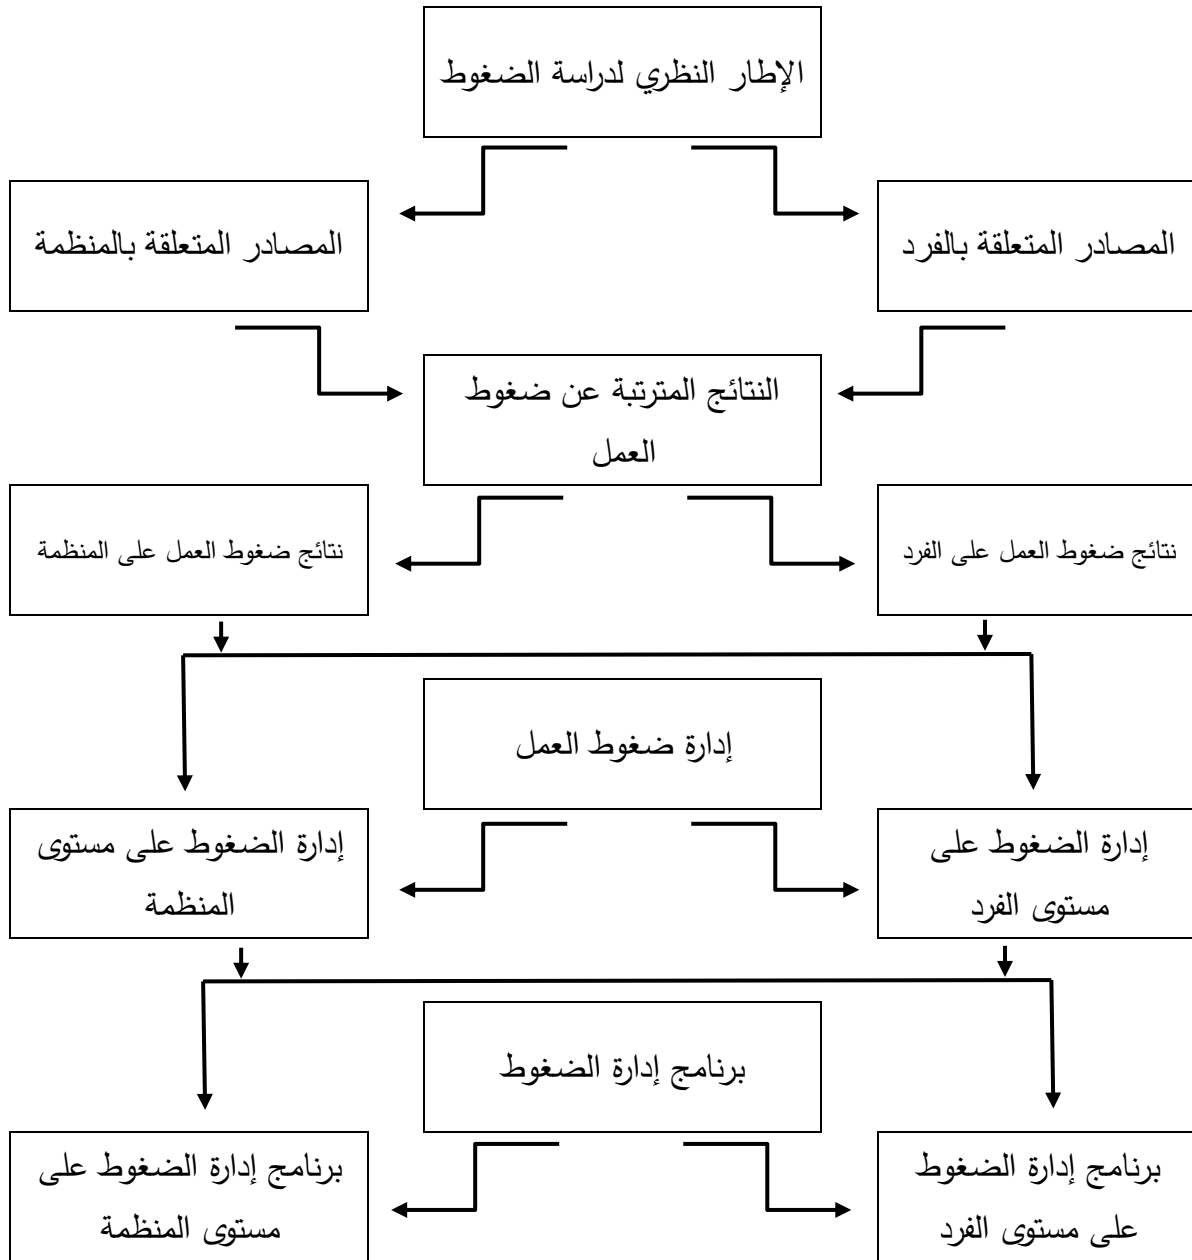 الإطار النظري لدراسة الضغوط
المصادر المتعلقة بالفرد
المصادر المتعلقة بالمنظمة
النتائج المترتبة عن ضغوط
العمل
نتائج ضغوط العمل على الفرد
نتائج ضغوط العمل على المنظمة
إدارة ضغوط العمل
إدارة الضغوط على
مستوى الفرد
إدارة الضغوط على مستوى
المنظمة
برنامج إدارة الضغوط
برنامج إدارة الضغوط
على مستوى الفرد
برنامج إدارة الضغوط على
مستوى المنظمة